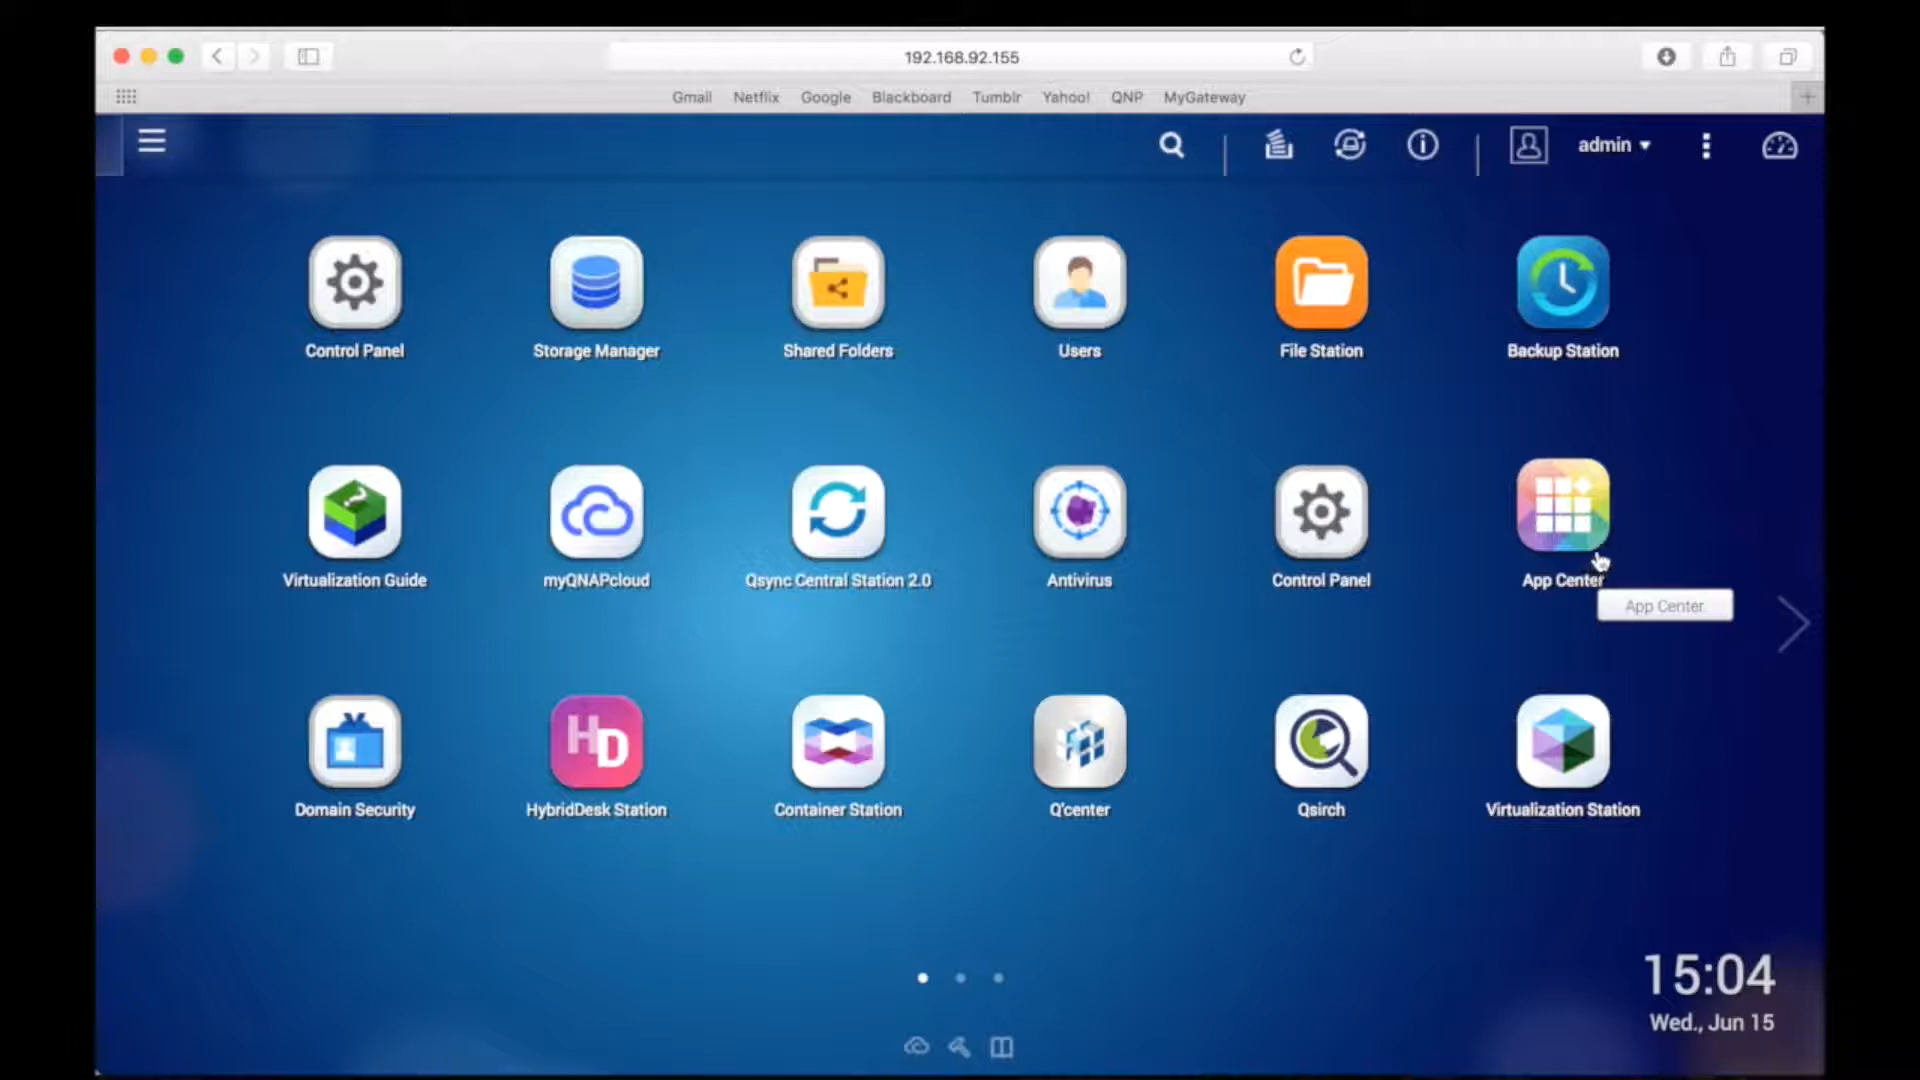 192.168.92.155
Gmail Netflix Google Blackboard Tumblr Yahoo! QNP MyGateway
admin
Control Panel Storage Manager Shared Folders Users File Station Backup Station
Virtualization Guide myQNAPcloud Qsync Central Station 2.0 Antivirus Control Panel App Center
App Center
HD
Domain Security HybridDesk Station Container Station Q'center Qsirch Virtualization Station
15:04
Wed., Jun 15